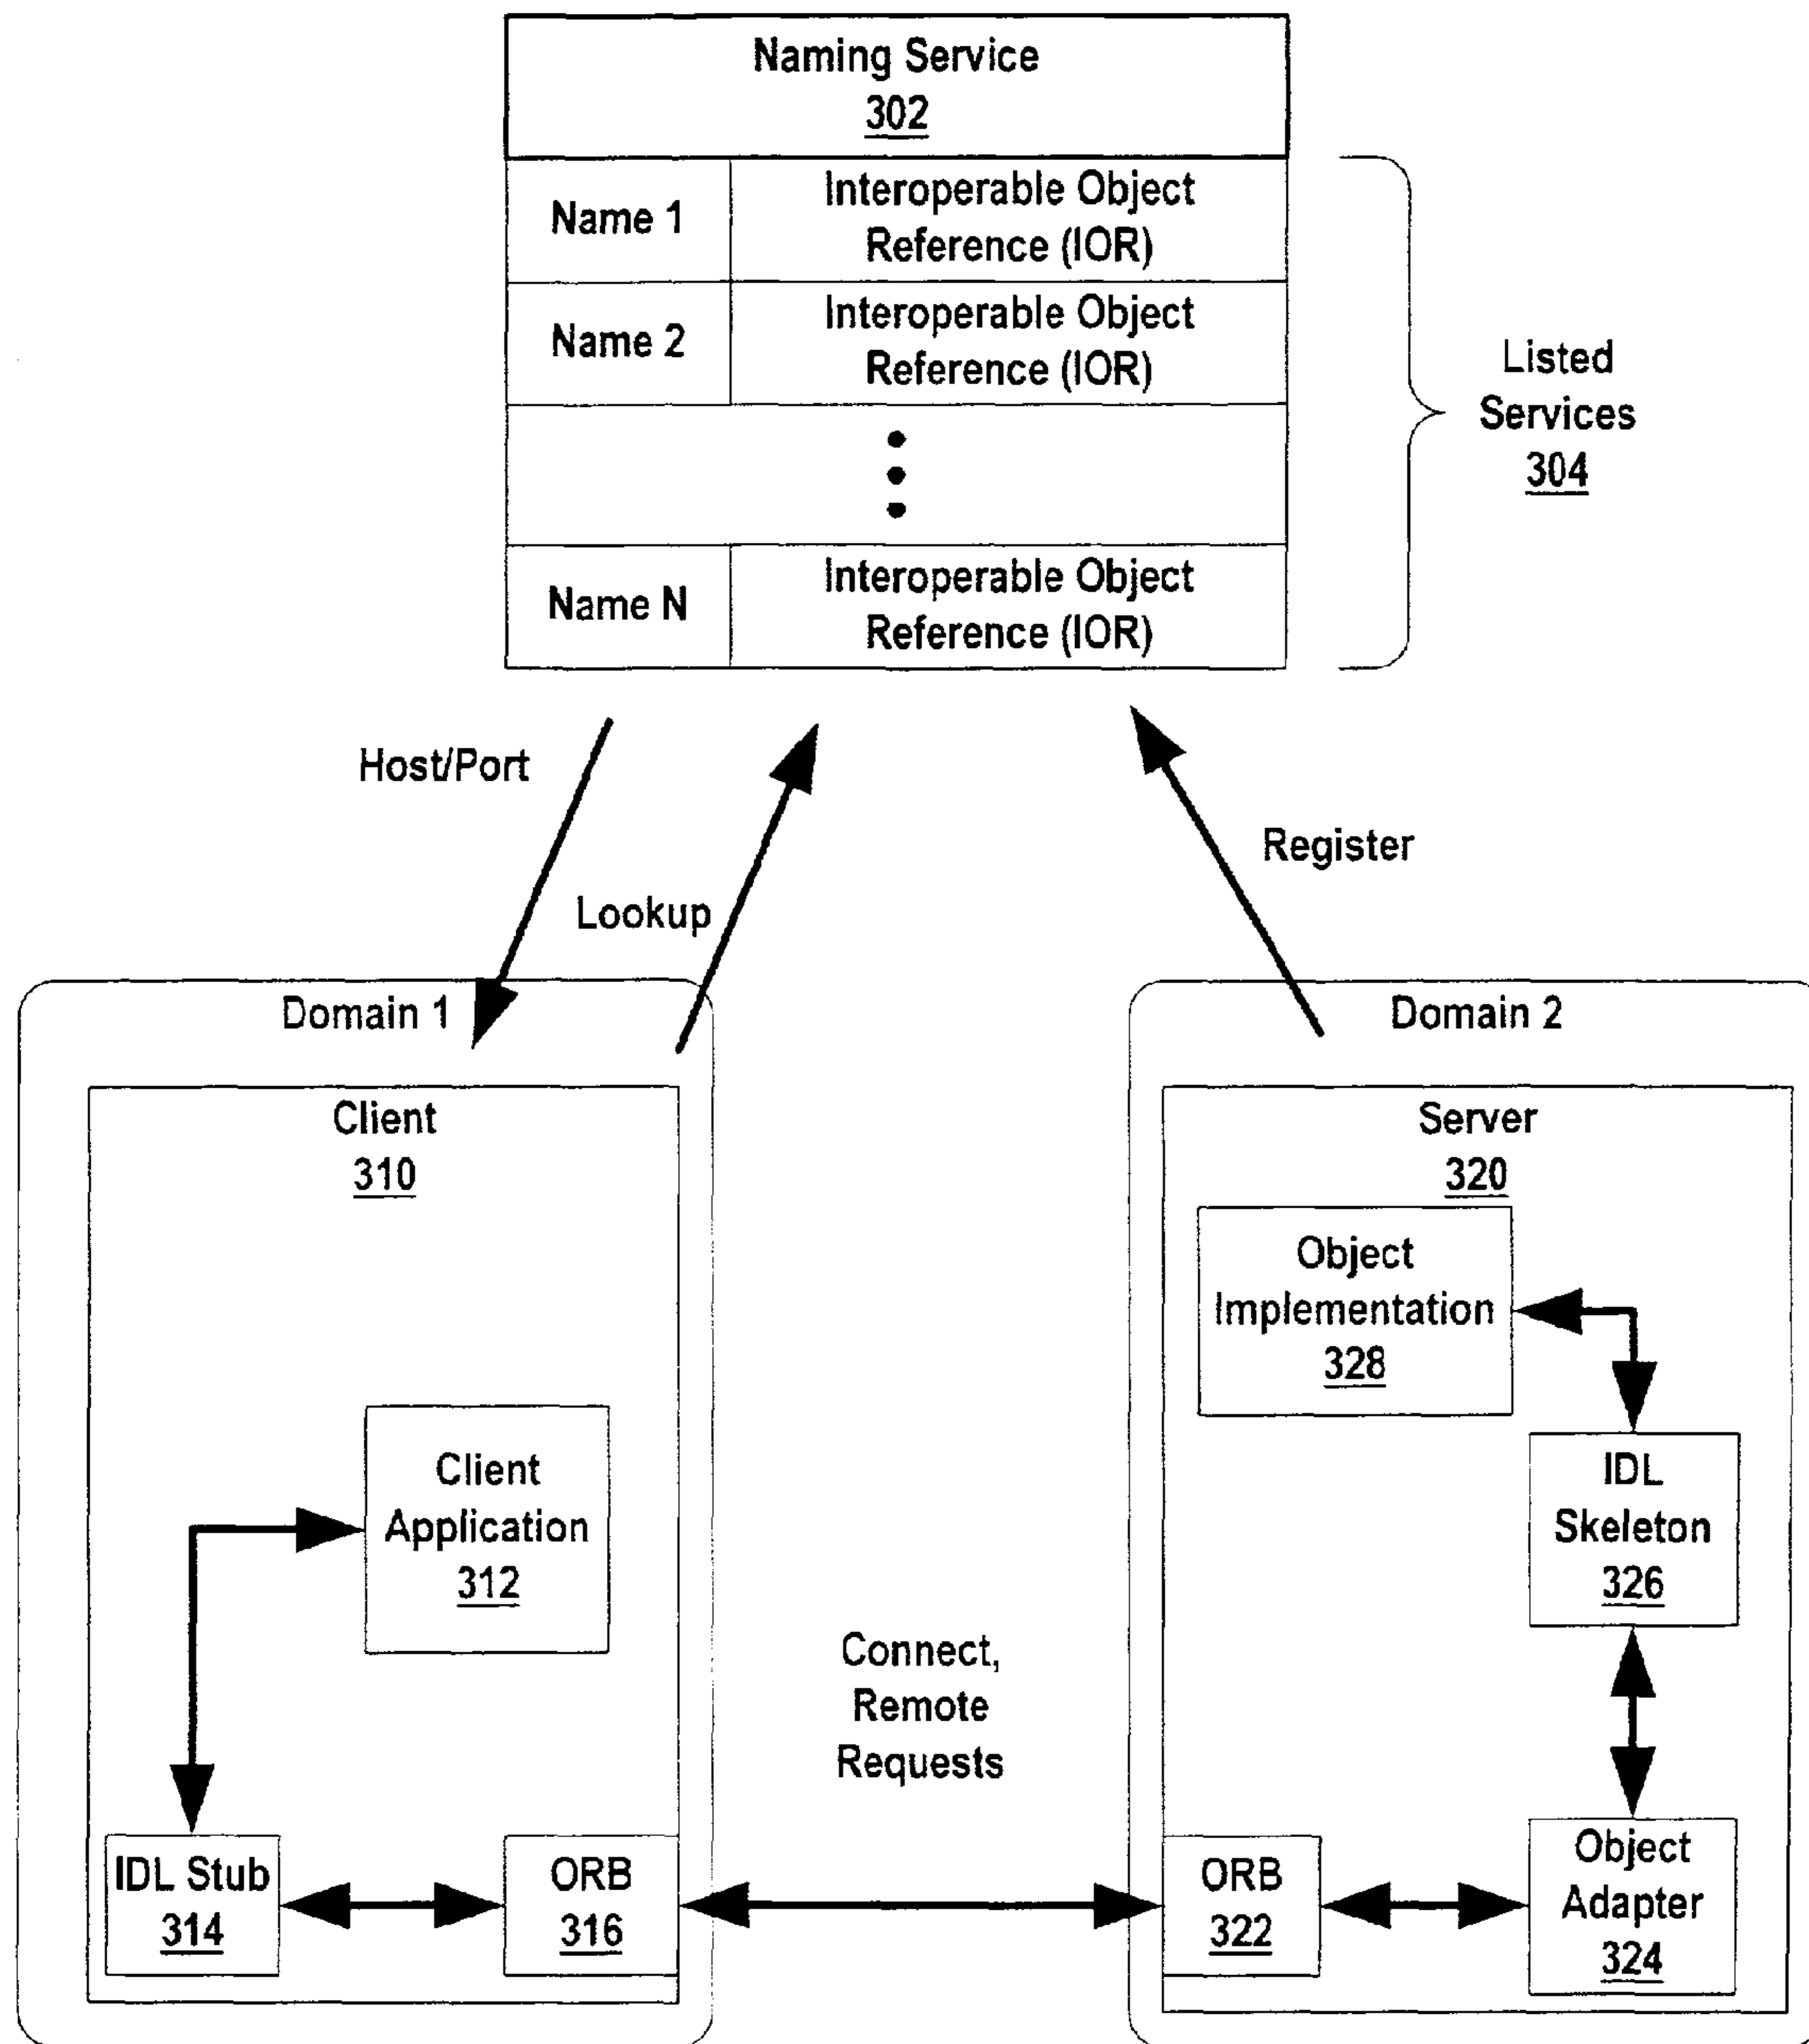 Naming Service
302
Name 1
Interoperable Object
Reference (IOR)
Name 2
Interoperable Object
Reference (IOR)
Name N
Interoperable Object
Reference (IOR)
Listed
Services
304
Host/Port
Lookup
Register
Domain 1
Client
310
Client
Application
312
IDL Stub
314
ORB
316
Connect,
Remote
Requests
Domain 2
Server
320
Object
Implementation
328
IDL
Skeleton
326
ORB
322
Object
Adapter
324